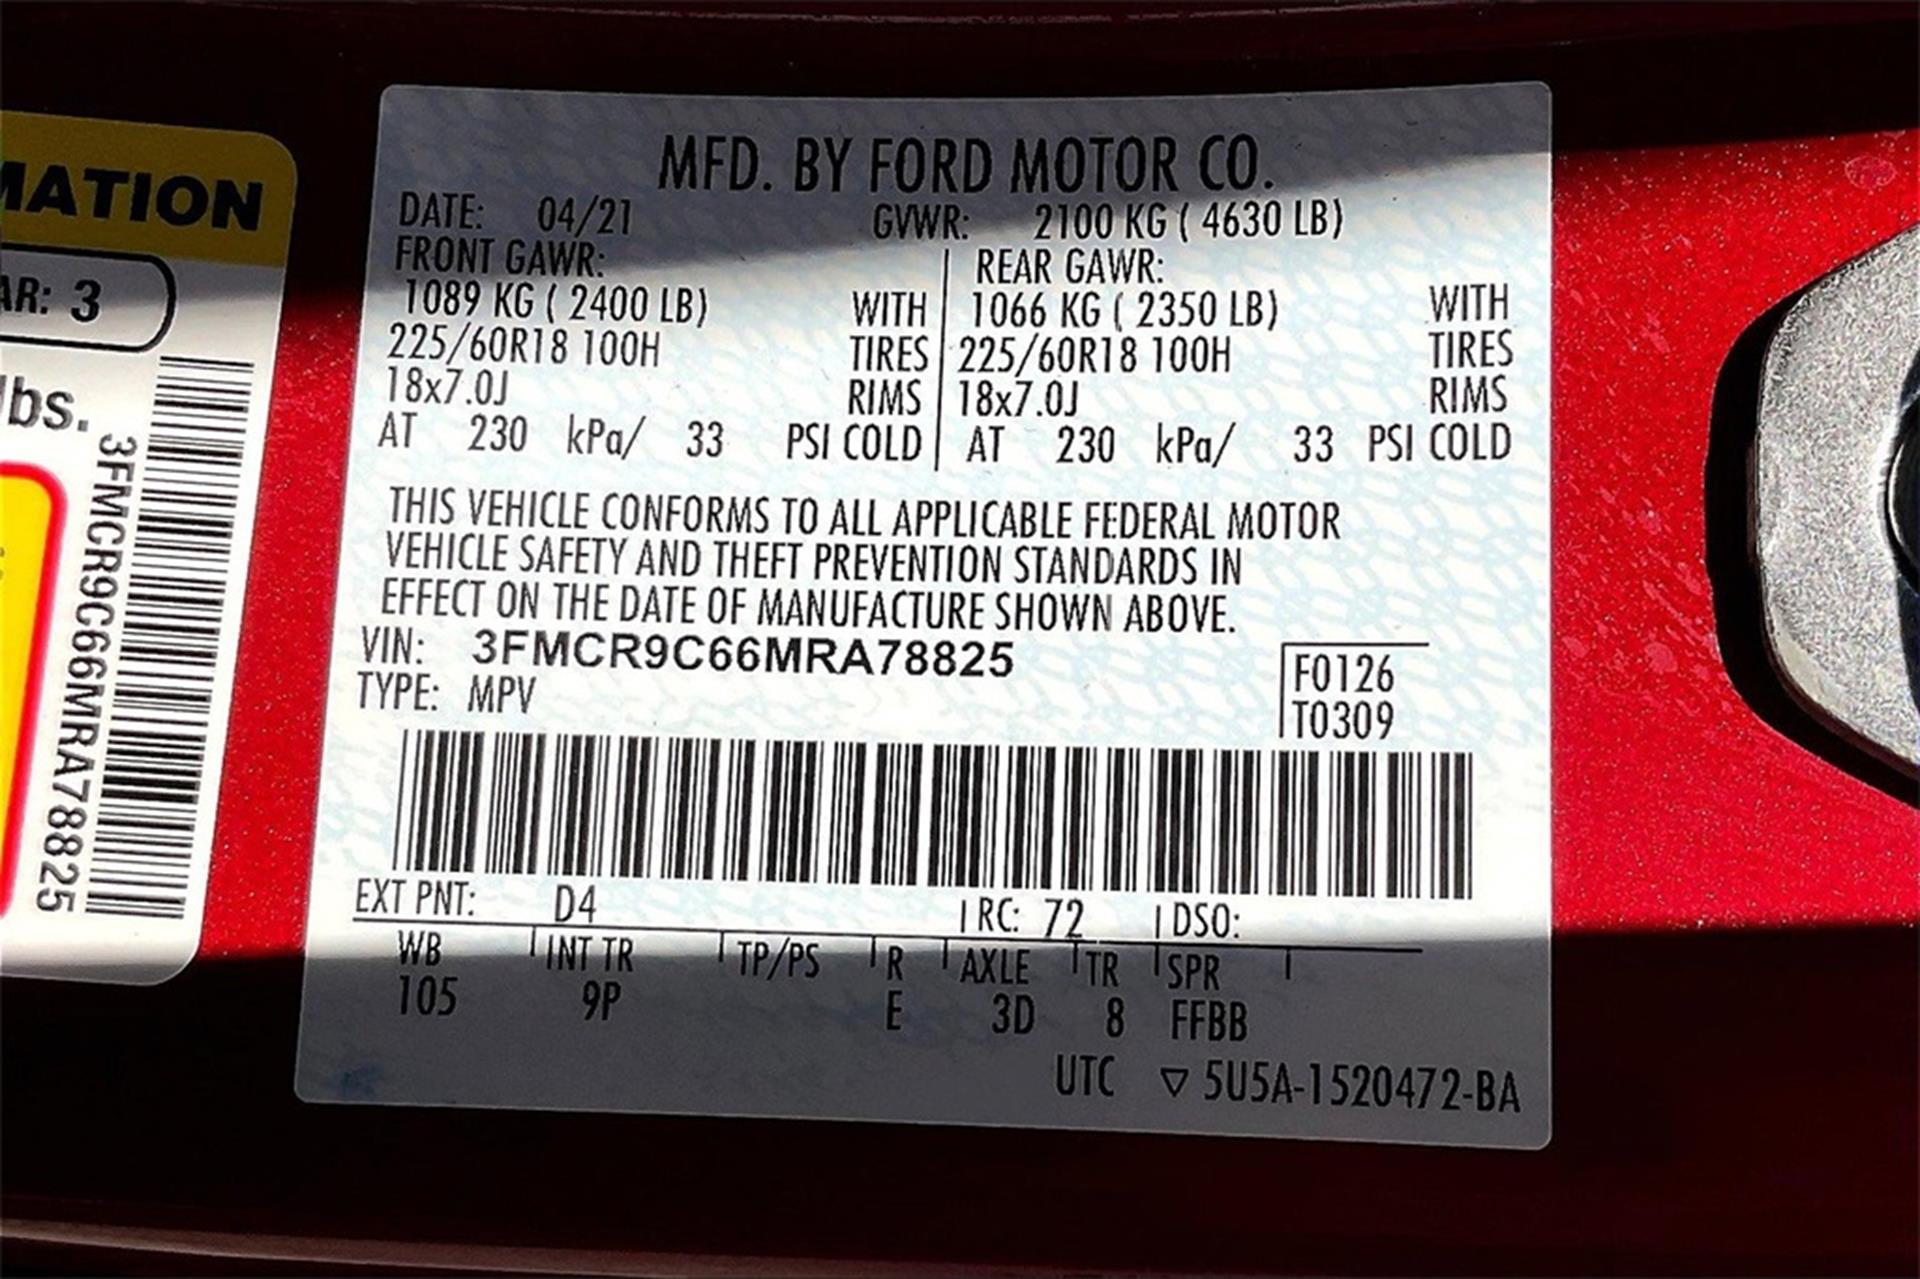 MATION
AR: 3
lbs.
3FMCR9C66MRA78825
MFD. BY FORD MOTOR CO.
DATE: 04/21 GVWR: 2100 KG ( 4630 LB)
FRONT GAWR: REAR GAWR:
1089 KG ( 2400 LB) WITH 1066 KG ( 2350 LB) WITH
225/60R18 100H TIRES 225/60R18 100H TIRES
18x7.0J RIMS 18x7.0J RIMS
AT 230 kPa/ 33 PSI COLD AT 230 kPa/ 33 PSI COLD
THIS VEHICLE CONFORMS TO ALL APPLICABLE FEDERAL MOTOR
VEHICLE SAFETY AND THEFT PREVENTION STANDARDS IN
EFFECT ON THE DATE OF MANUFACTURE SHOWN ABOVE.
VIN: 3FMCR9C66MRA78825
TYPE: MPV
F0126
T0309
EXT PNT: D4 RC: 72 DSO:
WB INT TR TP/PS R AXLE TR SPR
105 9P E 3D 8 FFBB
UTC ▽ 5U5A-1520472-BA